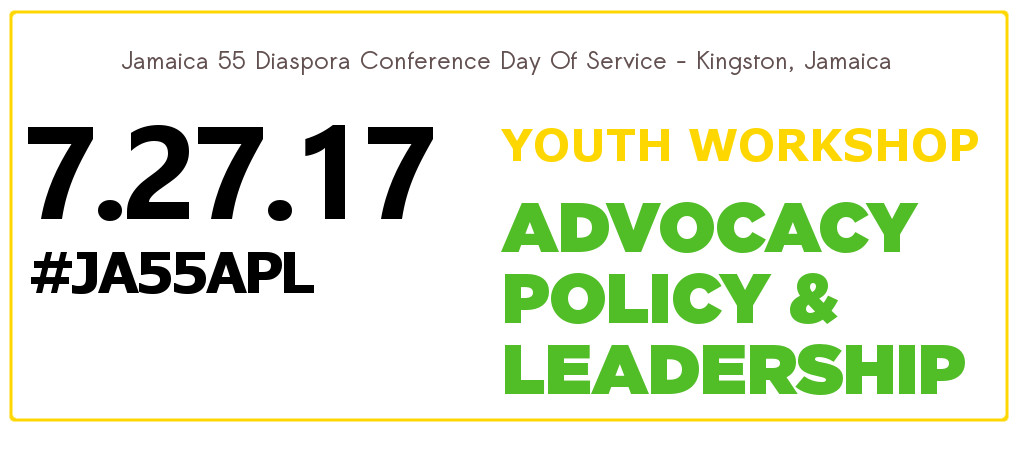 Jamaica 55 Diaspora Conference Day Of Service - Kingston, Jamaica
7.27.17
#JA55APL
YOUTH WORKSHOP
ADVOCACY
POLICY &
LEADERSHIP